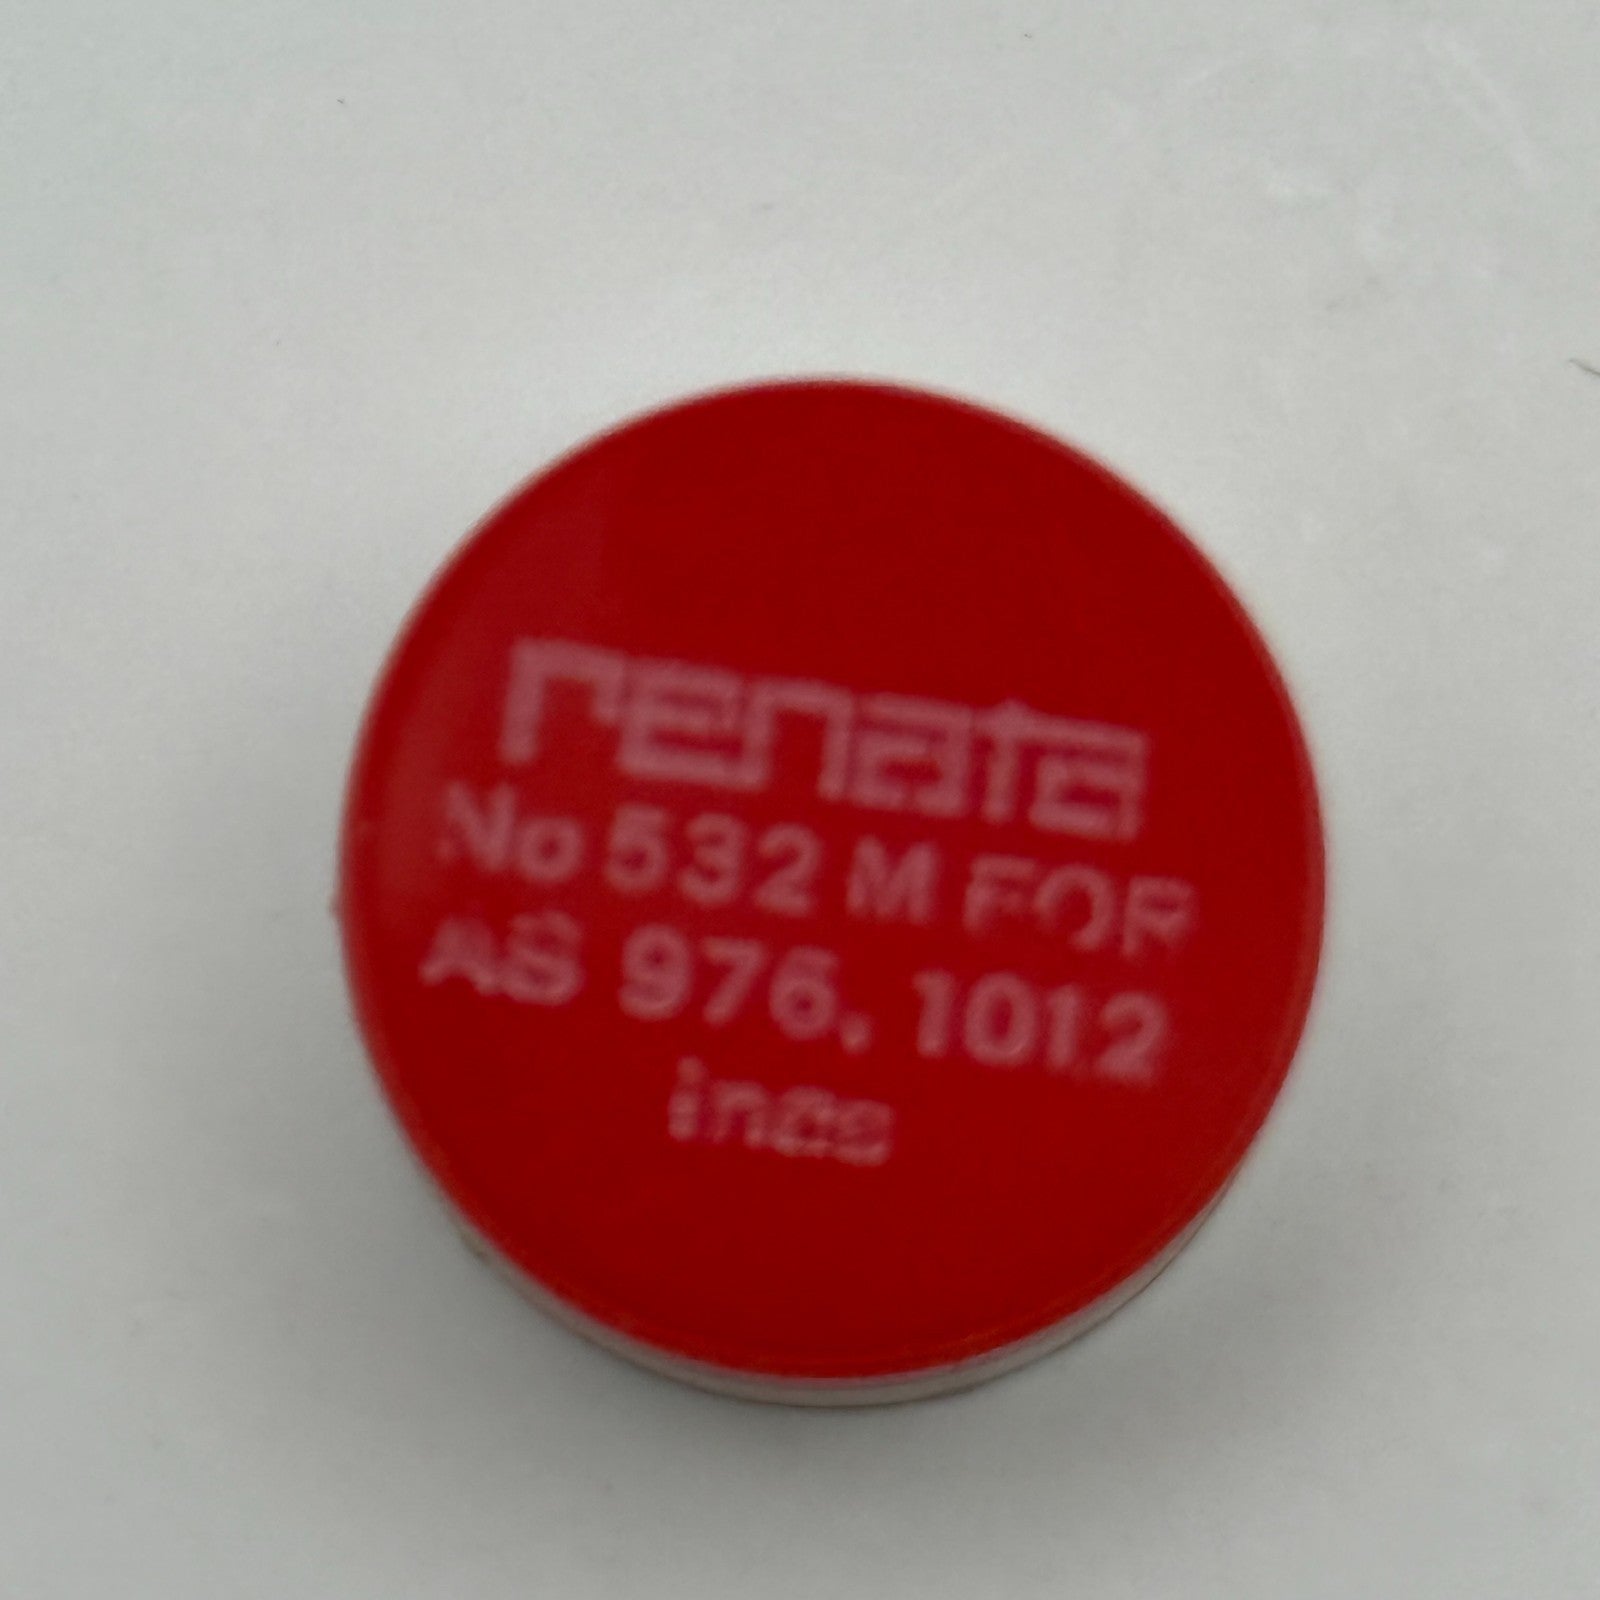 renata
No 532 M FOR
AS 976, 1012
inca